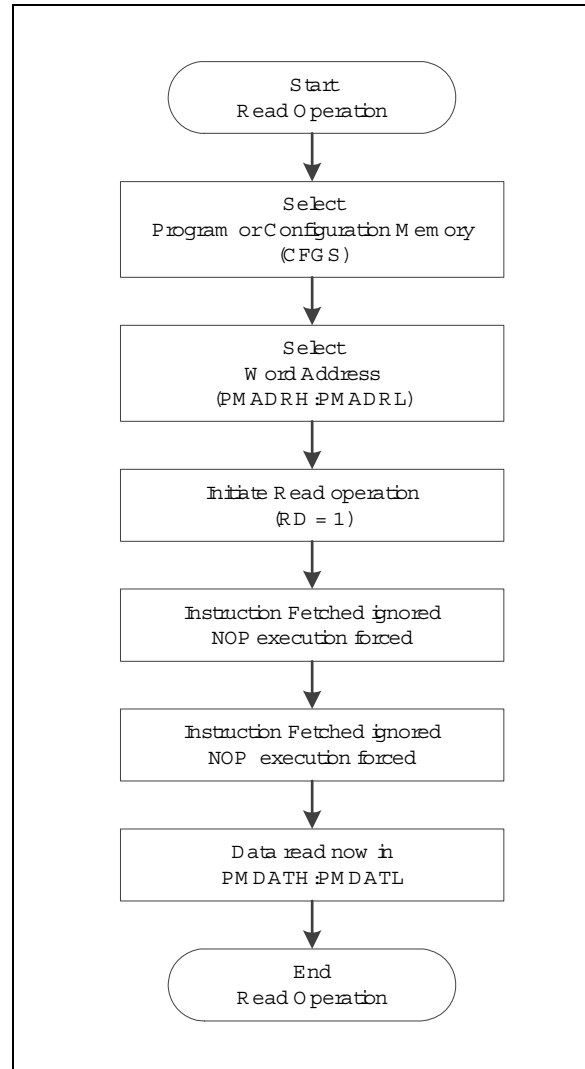 Start
Read Operation
Select
Program or Configuration Memory
(CFGS)
Select
Word Address
(PMADRH:PMADRL)
Initiate Read operation
(RD = 1)
Instruction Fetched ignored
NOP execution forced
Instruction Fetched ignored
NOP execution forced
Data read now in
PMDATH:PMDATL
End
Read Operation